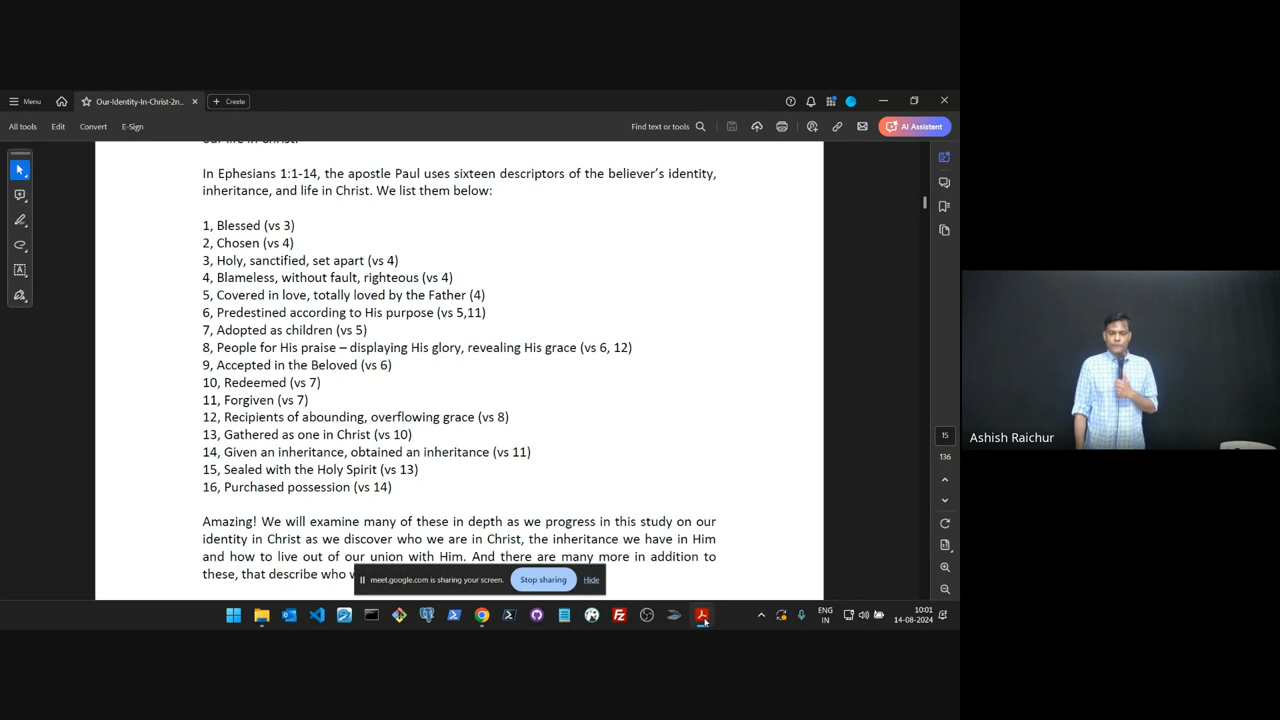 Menu
Our-Identity-In-Christ-2n...
Create
All tools
Edit
Convert
E-Sign
Find text or tools
AI Assistant
In Ephesians 1:1-14, the apostle Paul uses sixteen descriptors of the believer's identity,
inheritance, and life in Christ. We list them below:
1, Blessed (vs 3)
2, Chosen (vs 4)
3, Holy, sanctified, set apart (vs 4)
4, Blameless, without fault, righteous (vs 4)
5, Covered in love, totally loved by the Father (4)
6, Predestined according to His purpose (vs 5,11)
7, Adopted as children (vs 5)
8, People for His praise – displaying His glory, revealing His grace (vs 6, 12)
9, Accepted in the Beloved (vs 6)
10, Redeemed (vs 7)
11, Forgiven (vs 7)
12, Recipients of abounding, overflowing grace (vs 8)
13, Gathered as one in Christ (vs 10)
14, Given an inheritance, obtained an inheritance (vs 11)
15, Sealed with the Holy Spirit (vs 13)
16, Purchased possession (vs 14)
Amazing! We will examine many of these in depth as we progress in this study on our
identity in Christ as we discover who we are in Christ, the inheritance we have in Him
and how to live out of our union with Him. And there are many more in addition to
these, that describe who
meet.google.com is sharing your screen.
Stop sharing
Hide
15
136
Ashish Raichur
ENG
IN
10:01
14-08-2024